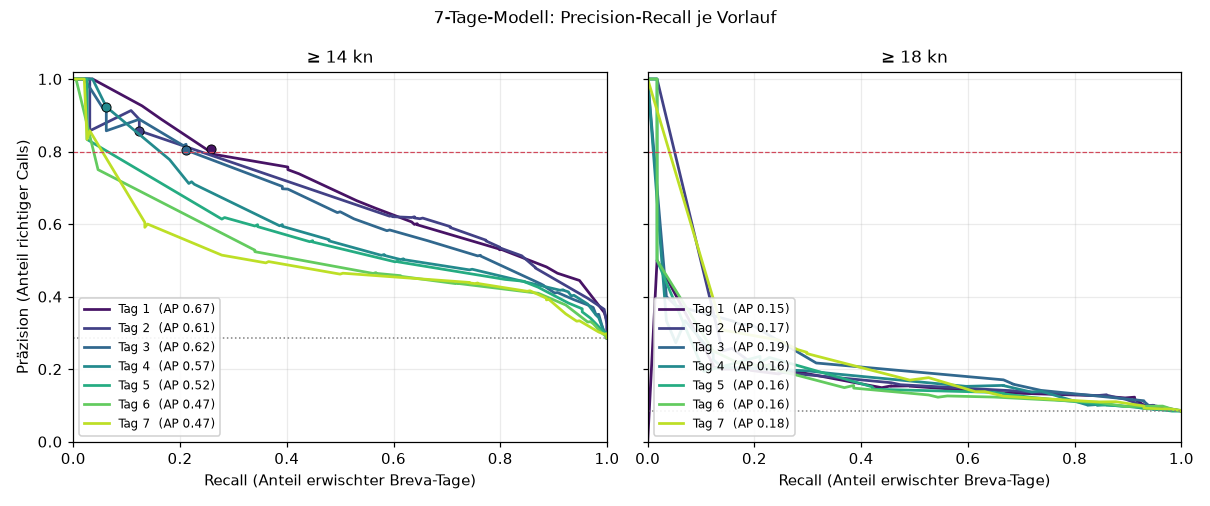 7-Tage-Modell: Precision-Recall je Vorlauf
≥ 14 kn
Präzision (Anteil richtiger Calls)
1.0
0.8
0.6
0.4
0.2
0.0
Tag 1 (AP 0.67)
Tag 2 (AP 0.61)
Tag 3 (AP 0.62)
Tag 4 (AP 0.57)
Tag 5 (AP 0.52)
Tag 6 (AP 0.47)
Tag 7 (AP 0.47)
0.0 0.2 0.4 0.6 0.8 1.0
Recall (Anteil erwischter Breva-Tage)
≥ 18 kn
Tag 1 (AP 0.15)
Tag 2 (AP 0.17)
Tag 3 (AP 0.19)
Tag 4 (AP 0.16)
Tag 5 (AP 0.16)
Tag 6 (AP 0.16)
Tag 7 (AP 0.18)
0.0 0.2 0.4 0.6 0.8 1.0
Recall (Anteil erwischter Breva-Tage)